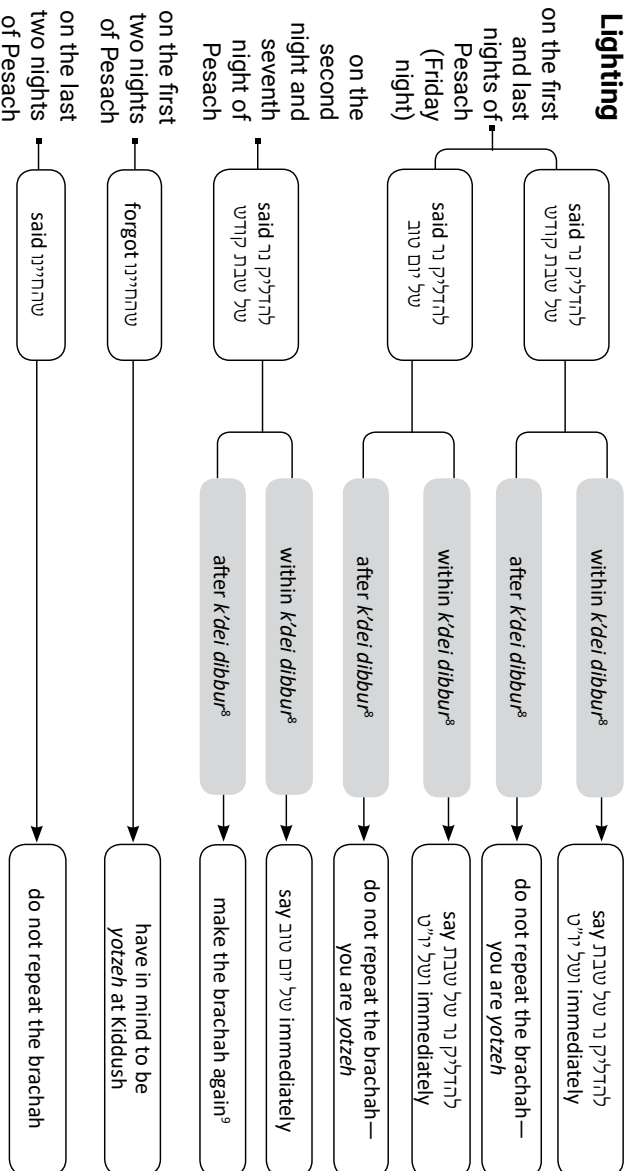 Lighting
on the first
and last
nights of
Pesach
(Friday
night)
said להדליק נר
של שבת קודש
within k'dei dibbur⁸
say להדליק נר של שבת
ושל יו"ט immediately
after k'dei dibbur⁸
do not repeat the brachah—
you are yotzeh
said להדליק נר
של יום טוב
within k'dei dibbur⁸
say להדליק נר של שבת
ושל יו"ט immediately
after k'dei dibbur⁸
do not repeat the brachah—
you are yotzeh
on the
second
night and
seventh
night of
Pesach
said להדליק נר
של שבת קודש
within k'dei dibbur⁸
say של יום טוב immediately
after k'dei dibbur⁸
make the brachah again⁹
on the first
two nights
of Pesach
forgot שהחיינו
have in mind to be
yotzeh at Kiddush
on the last
two nights
of Pesach
said שהחיינו
do not repeat the brachah